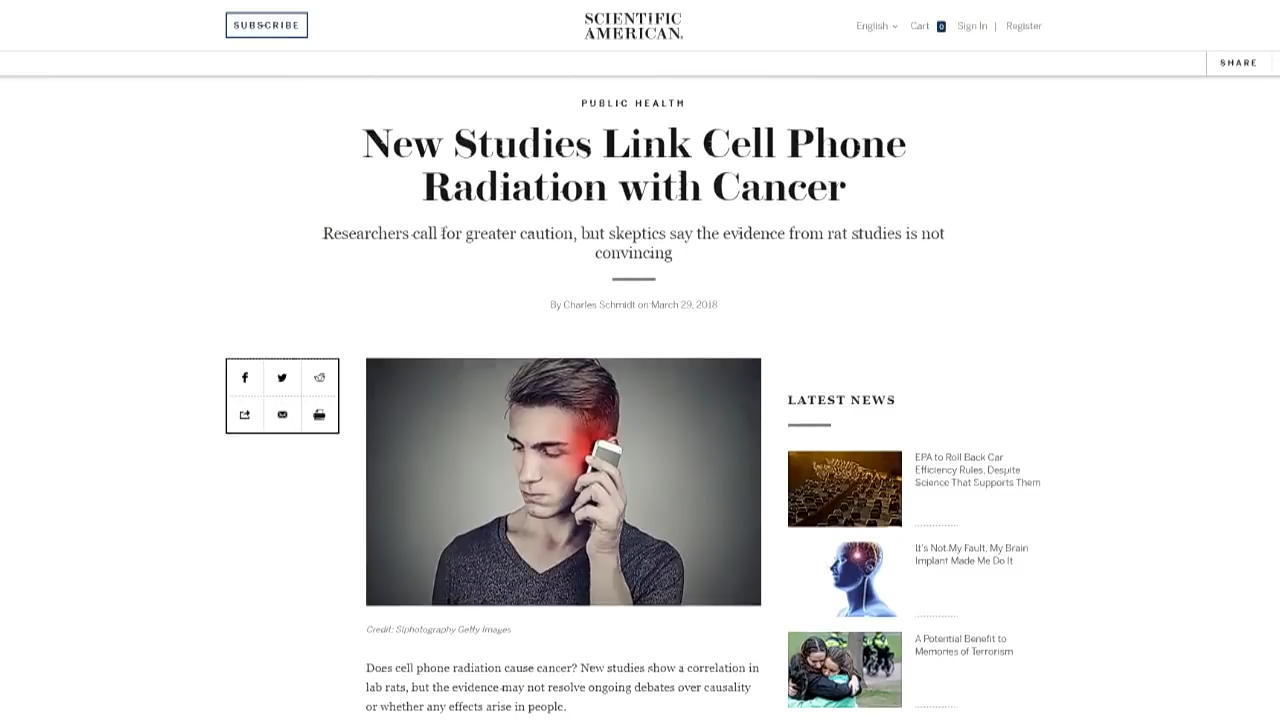 SUBSCRIBE
SCIENTIFIC
AMERICAN.
English
Cart 0
Sign In | Register
SHARE
PUBLIC HEALTH
New Studies Link Cell Phone
Radiation with Cancer
Researchers call for greater caution, but skeptics say the evidence from rat studies is not
convincing
By Charles Schmidt on March 29, 2018
LATEST NEWS
EPA to Roll Back Car
Efficiency Rules, Despite
Science That Supports Them
It's Not My Fault, My Brain
Implant Made Me Do It
A Potential Benefit to
Memories of Terrorism
Credit: Siphotography Getty Images
Does cell phone radiation cause cancer? New studies show a correlation in
lab rats, but the evidence may not resolve ongoing debates over causality
or whether any effects arise in people.